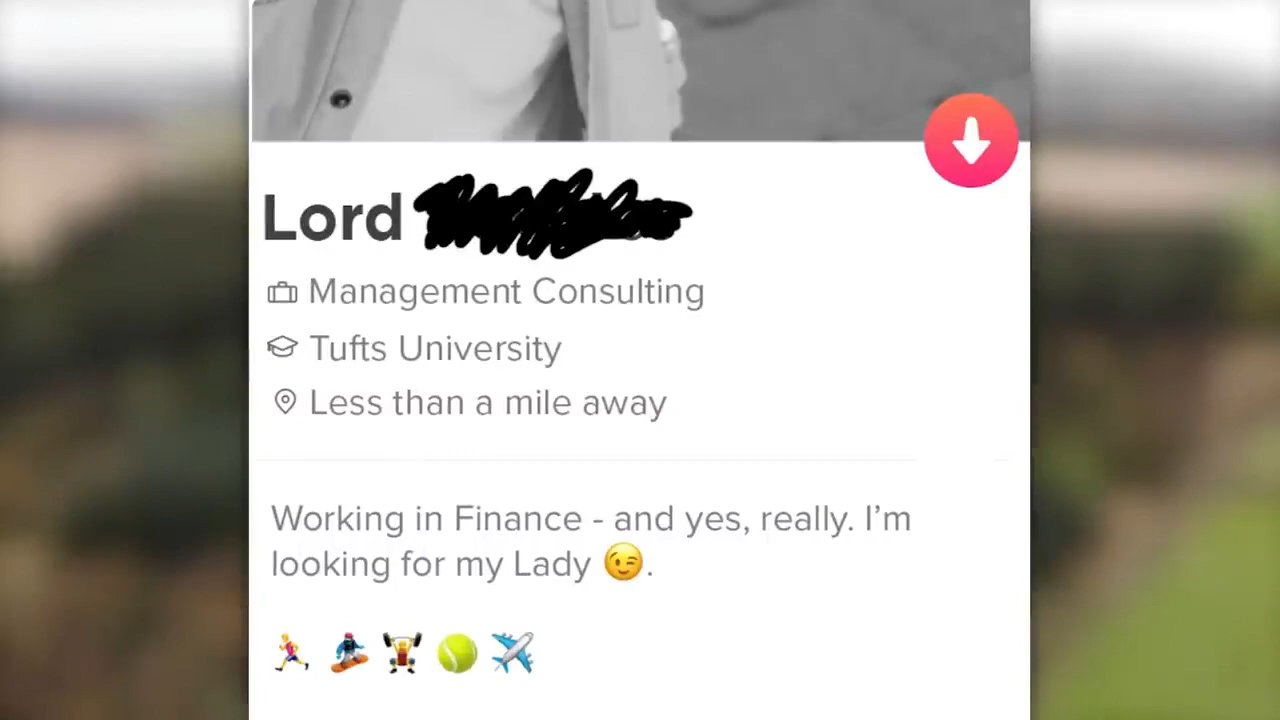 Lord
Management Consulting
Tufts University
Less than a mile away
Working in Finance - and yes, really. I'm
looking for my Lady 😉.